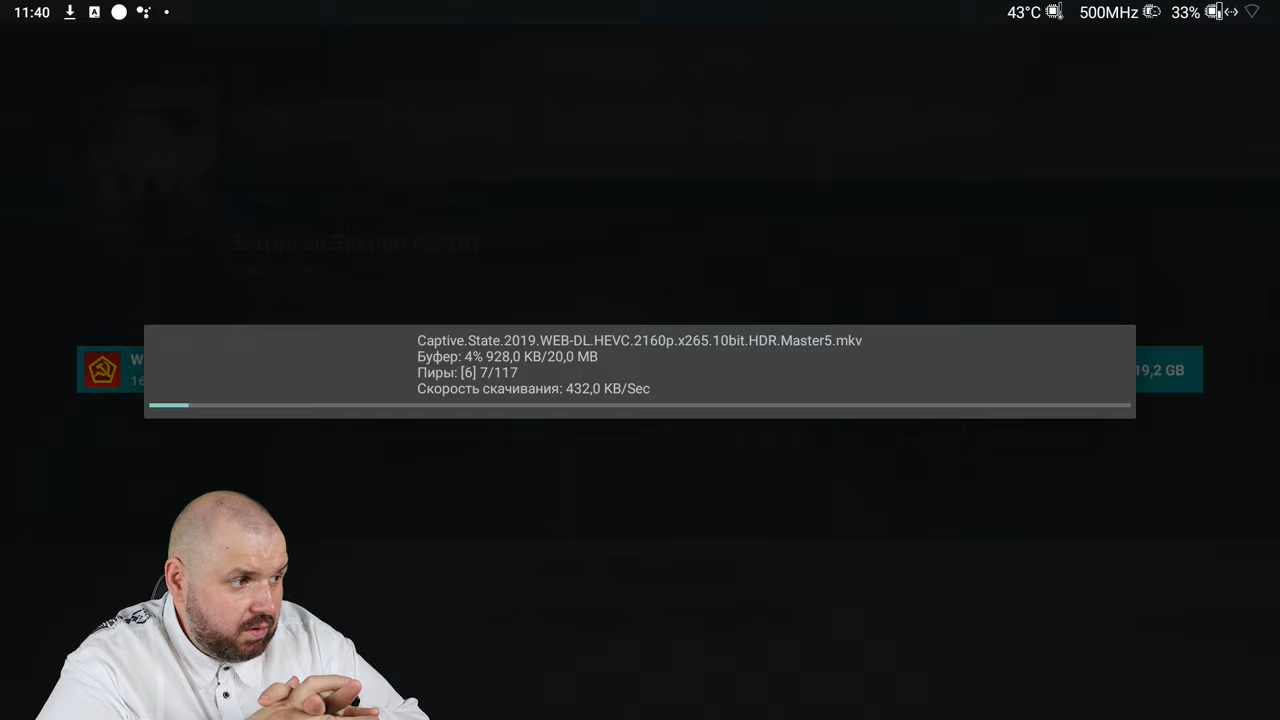 11:40
43°C 500MHz 33%
Captive.State.2019.WEB-DL.HEVC.2160p.x265.10bit.HDR.Master5.mkv
Буфер: 4% 928,0 KB/20,0 MB
Пиры: [6] 7/117
Скорость скачивания: 432,0 KB/Sec
19,2 GB